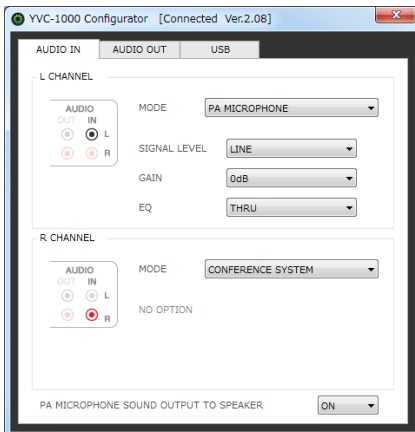 YVC-1000 Configurator [Connected Ver.2.08]
AUDIO IN AUDIO OUT USB
L CHANNEL
AUDIO
OUT IN
L
R
MODE PA MICROPHONE
SIGNAL LEVEL LINE
GAIN 0dB
EQ THRU
R CHANNEL
AUDIO
OUT IN
L
R
MODE CONFERENCE SYSTEM
NO OPTION
PA MICROPHONE SOUND OUTPUT TO SPEAKER ON